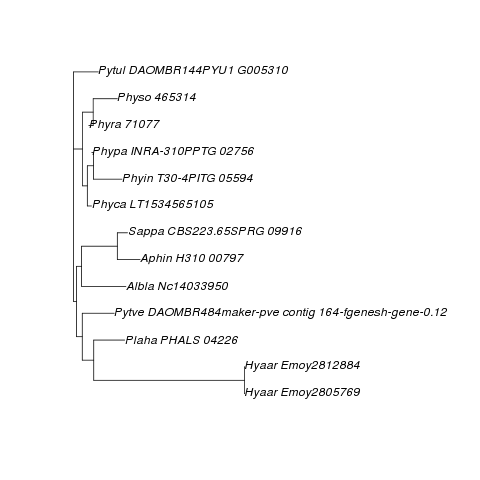 Pytul DAOMBR144PYU1 G005310
Physo 465314
Phyra 71077
Phypa INRA-310PPTG 02756
Phyin T30-4PITG 05594
Phyca LT1534565105
Sappa CBS223.65SPRG 09916
Aphin H310 00797
Albla Nc14033950
Pytve DAOMBR484maker-pve contig 164-fgenesh-gene-0.12
Plaha PHALS 04226
Hyaar Emoy2812884
Hyaar Emoy2805769